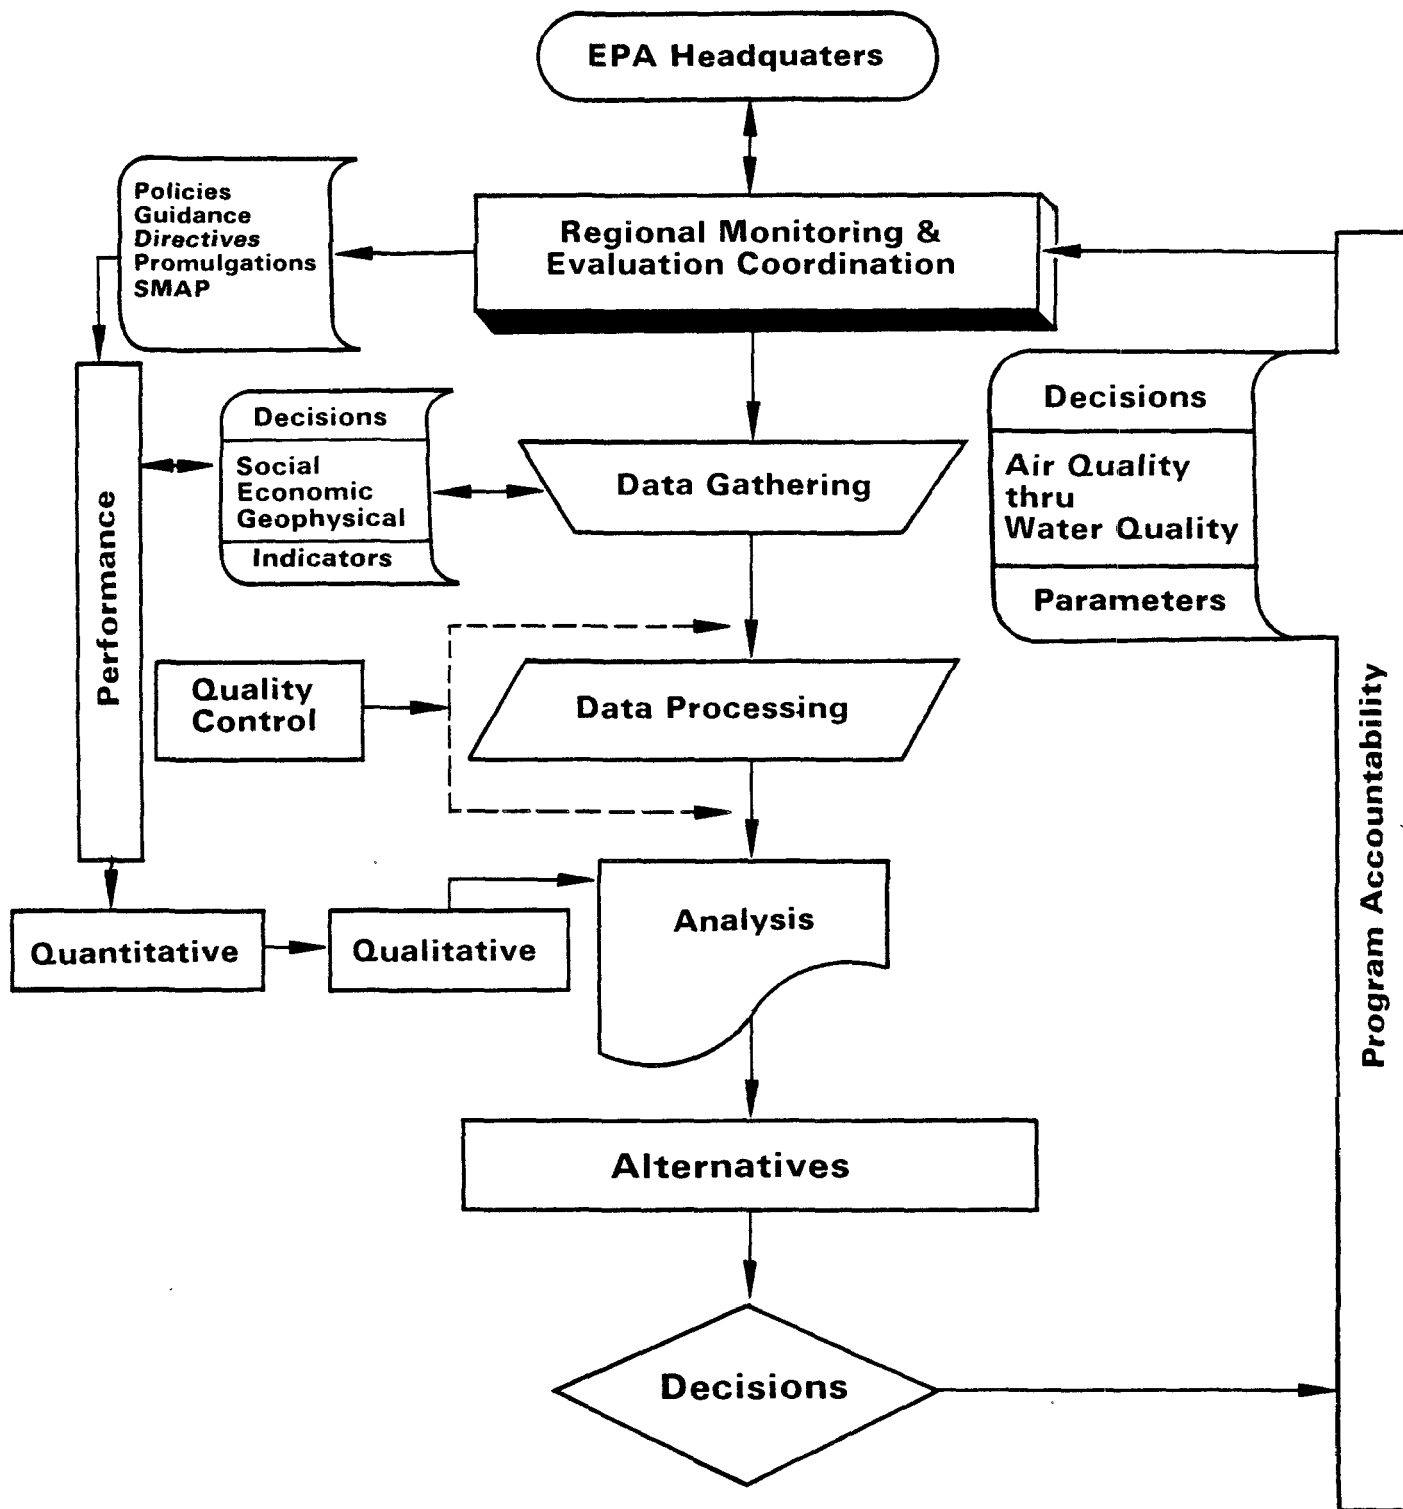 EPA Headquaters
Policies
Guidance
Directives
Promulgations
SMAP
Regional Monitoring &
Evaluation Coordination
Decisions
Social
Economic
Geophysical
Indicators
Data Gathering
Decisions
Air Quality
thru
Water Quality
Parameters
Performance
Quality
Control
Data Processing
Program Accountability
Quantitative
Qualitative
Analysis
Alternatives
Decisions